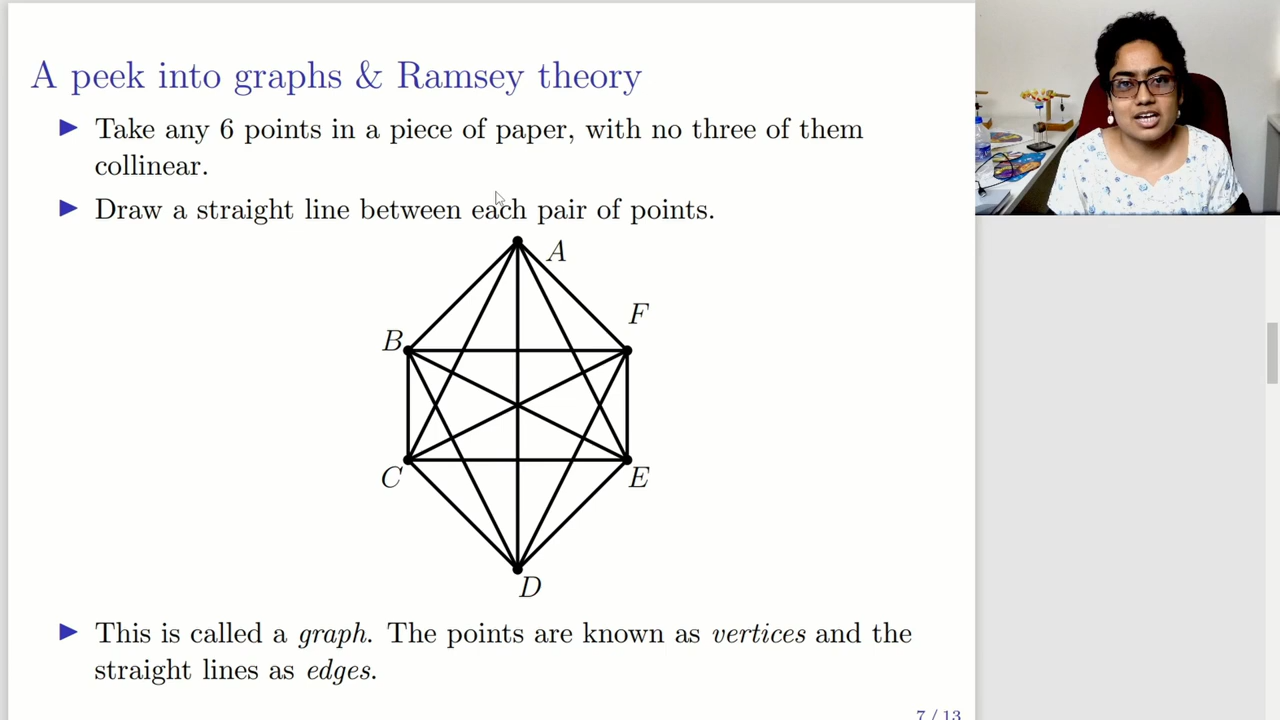 A peek into graphs & Ramsey theory
▶ Take any 6 points in a piece of paper, with no three of them
collinear.
▶ Draw a straight line between each pair of points.
A
F
B
C
E
D
▶ This is called a graph. The points are known as vertices and the
straight lines as edges.
7 / 13